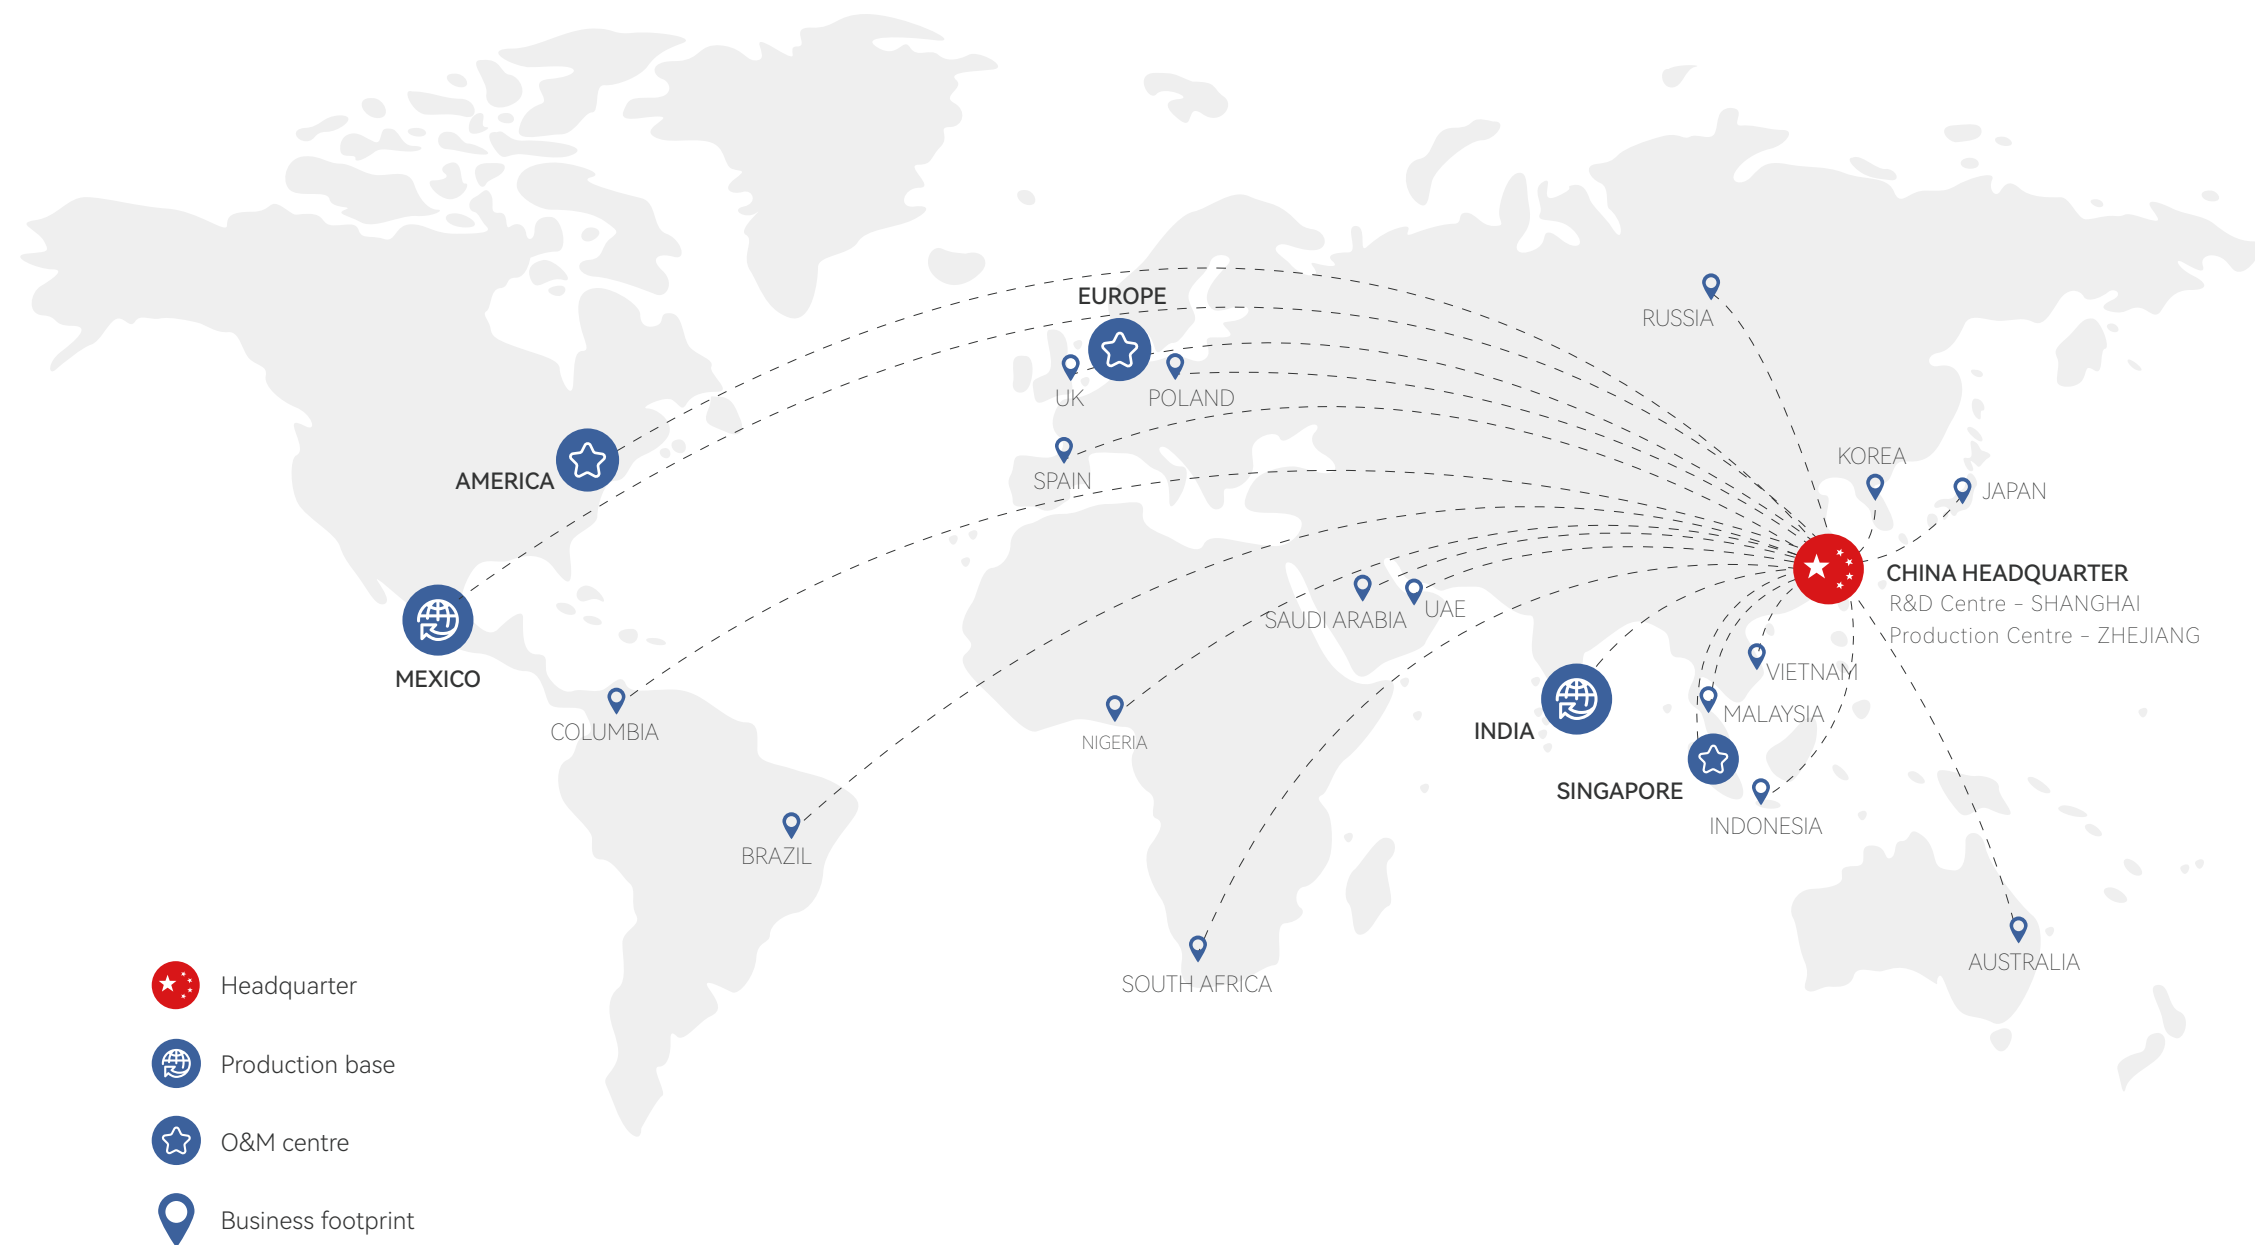 EUROPE
RUSSIA
UK
POLAND
KOREA
AMERICA
SPAIN
JAPAN
CHINA HEADQUARTER
R&D Centre – SHANGHAI
Production Centre – ZHEJIANG
SAUDI ARABIA
UAE
MEXICO
VIETNAM
COLUMBIA
NIGERIA
INDIA
MALAYSIA
SINGAPORE
INDONESIA
BRAZIL
SOUTH AFRICA
AUSTRALIA
Headquarter
Production base
O&M centre
Business footprint